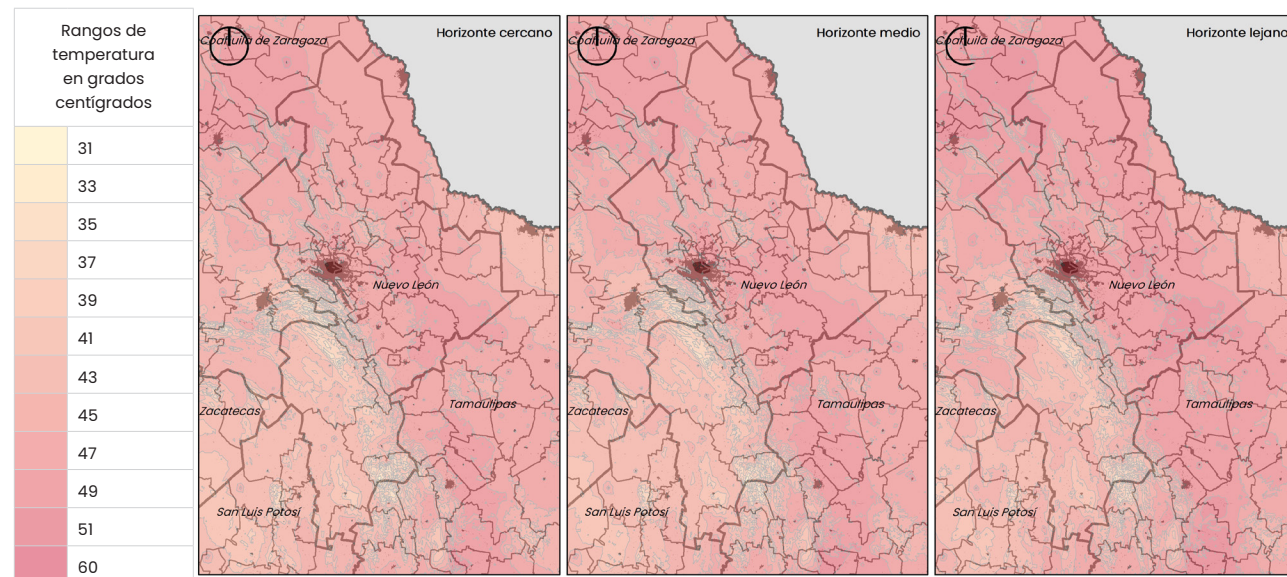 Rangos de
temperatura
en grados
centígrados
31
33
35
37
39
41
43
45
47
49
51
60
Horizonte cercano
Coahuila de Zaragoza
Nuevo León
Tamaulipas
Zacatecas
San Luis Potosí
Horizonte medio
Coahuila de Zaragoza
Nuevo León
Tamaulipas
Zacatecas
San Luis Potosí
Horizonte lejano
Coahuila de Zaragoza
Nuevo León
Tamaulipas
Zacatecas
San Luis Potosí